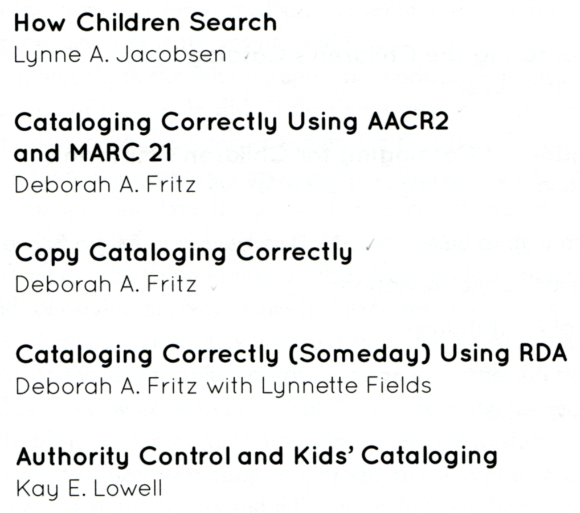 How Children Search
Lynne A. Jacobsen
Cataloging Correctly Using AACR2
and MARC 21
Deborah A. Fritz
Copy Cataloging Correctly
Deborah A. Fritz
Cataloging Correctly (Someday) Using RDA
Deborah A. Fritz with Lynnette Fields
Authority Control and Kids' Cataloging
Kay E. Lowell